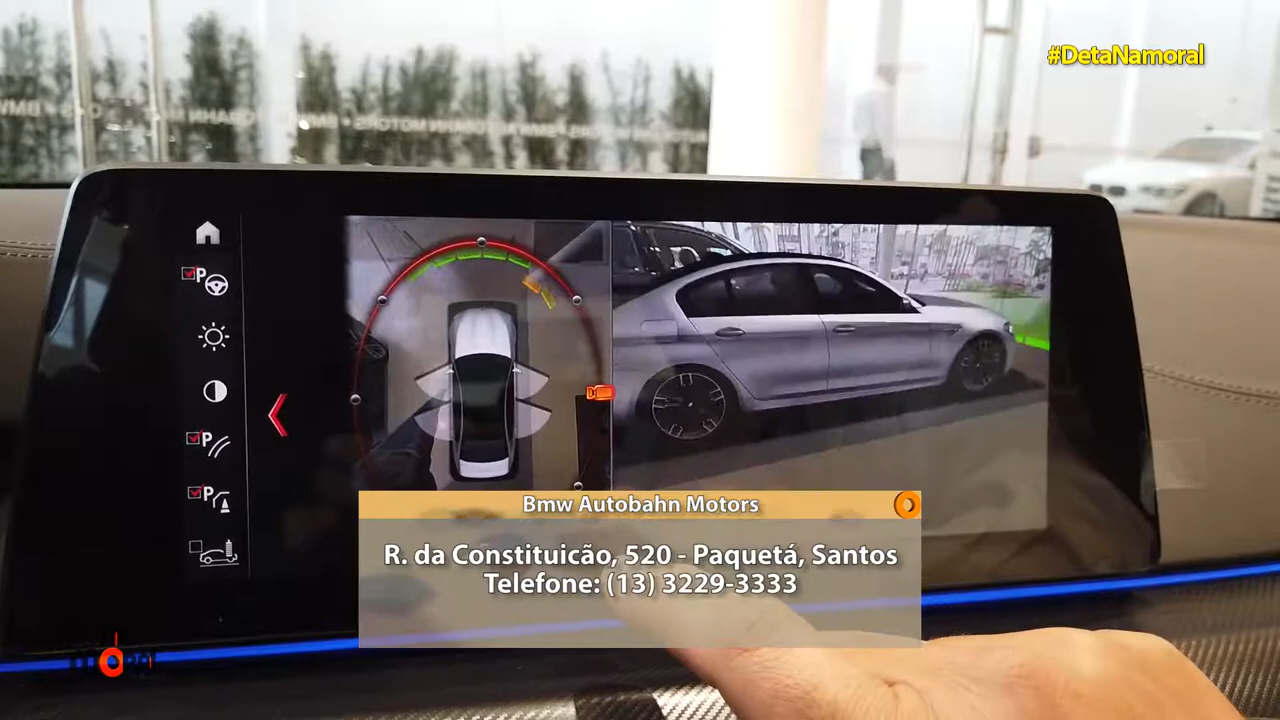 #DetaNamoral
P
P
P
Bmw Autobahn Motors
R. da Constituicão, 520 - Paquetá, Santos
Telefone: (13) 3229-3333